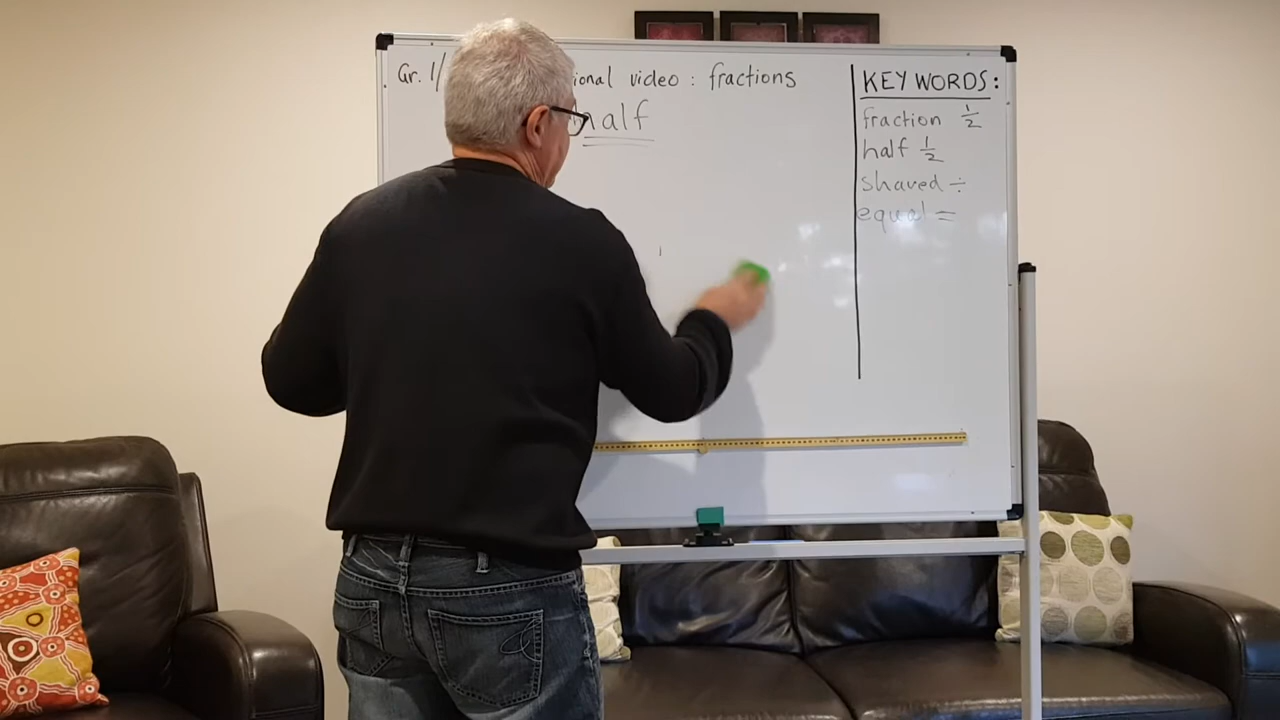 Gr. 1/ ional video : fractions
half
KEY WORDS:
fraction 1/2
half 1/2
shared ÷
equal =